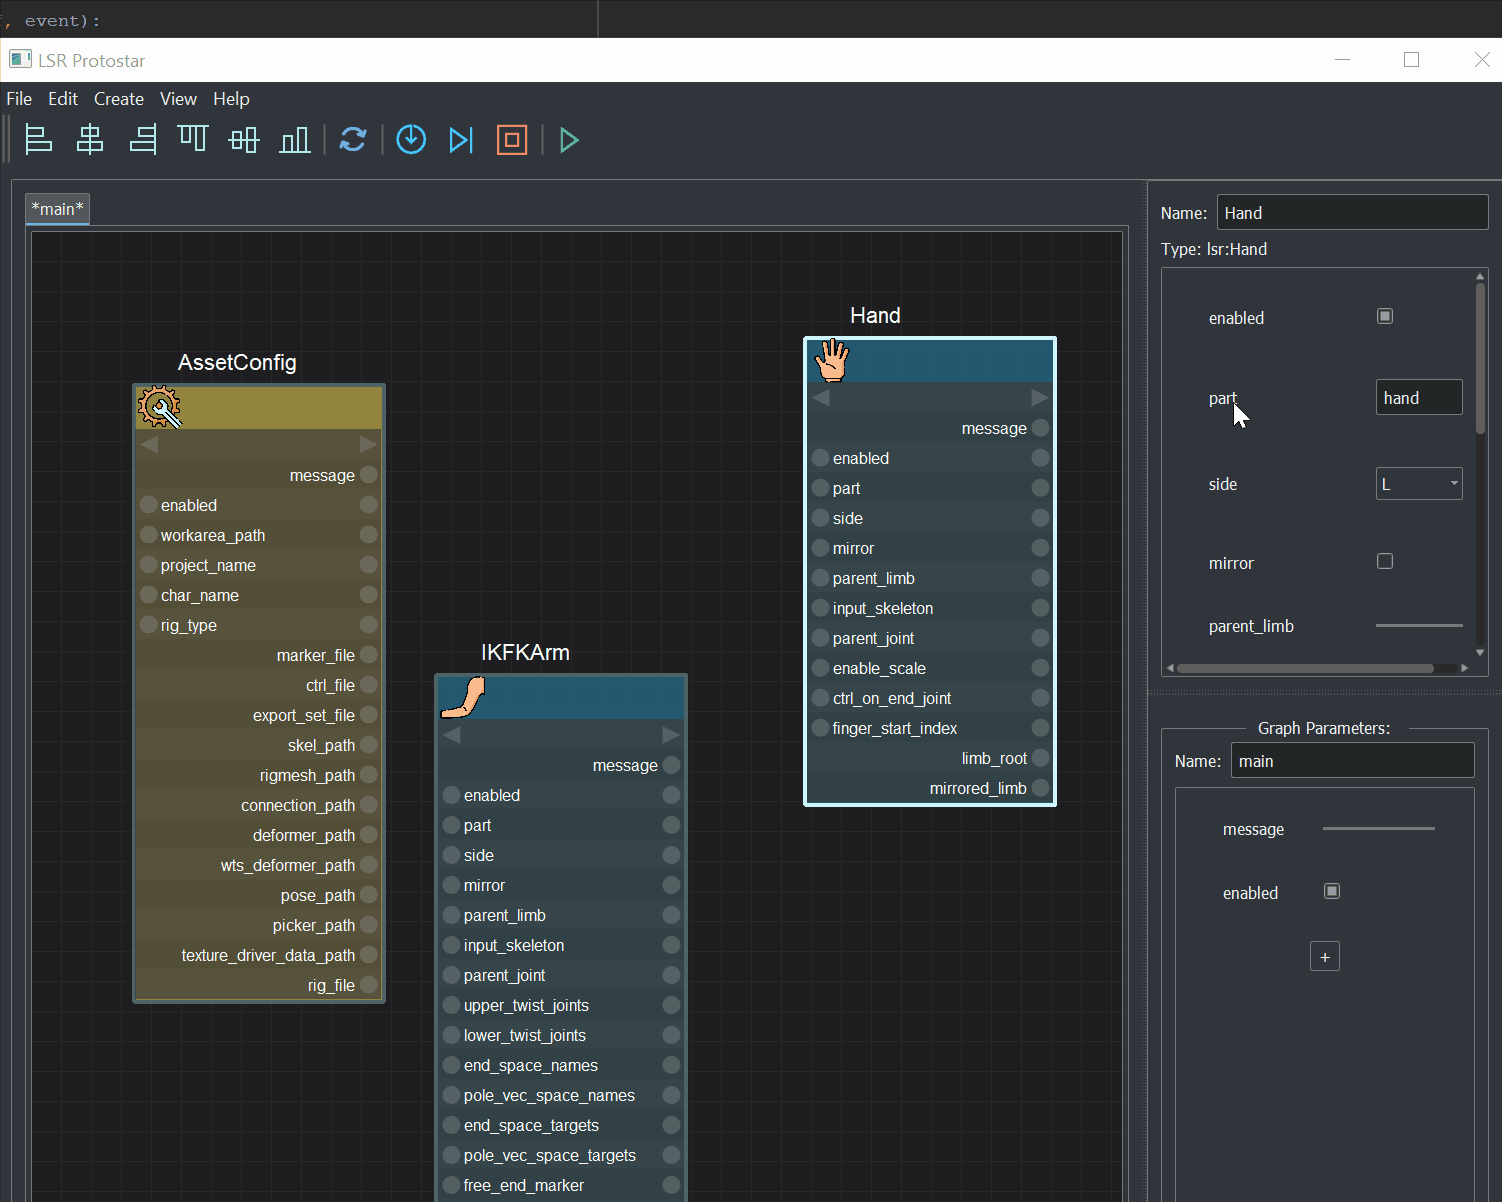 , event):
LSR Protostar
File Edit Create View Help
*main*
AssetConfig
message
enabled
workarea_path
project_name
char_name
rig_type
marker_file
ctrl_file
export_set_file
skel_path
rigmesh_path
connection_path
deformer_path
wts_deformer_path
pose_path
picker_path
texture_driver_data_path
rig_file
IKFKArm
message
enabled
part
side
mirror
parent_limb
input_skeleton
parent_joint
upper_twist_joints
lower_twist_joints
end_space_names
pole_vec_space_names
end_space_targets
pole_vec_space_targets
free_end_marker
Hand
message
enabled
part
side
mirror
parent_limb
input_skeleton
parent_joint
enable_scale
ctrl_on_end_joint
finger_start_index
limb_root
mirrored_limb
Name: Hand
Type: lsr:Hand
enabled
part hand
side L
mirror
parent_limb
Graph Parameters:
Name: main
message
enabled
+